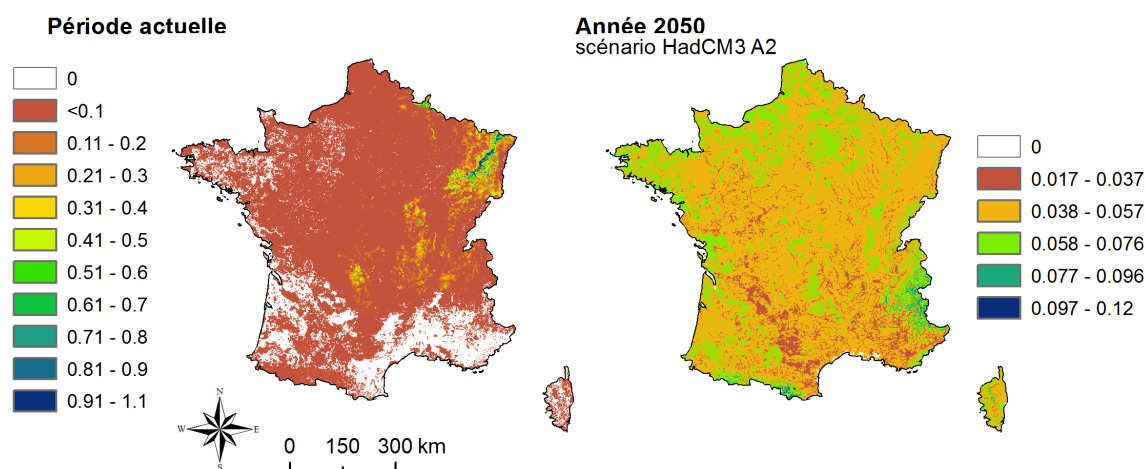 Période actuelle
0
<0.1
0.11 - 0.2
0.21 - 0.3
0.31 - 0.4
0.41 - 0.5
0.51 - 0.6
0.61 - 0.7
0.71 - 0.8
0.81 - 0.9
0.91 - 1.1
N
W E
S
0 150 300 km
Année 2050
scénario HadCM3 A2
0
0.017 - 0.037
0.038 - 0.057
0.058 - 0.076
0.077 - 0.096
0.097 - 0.12